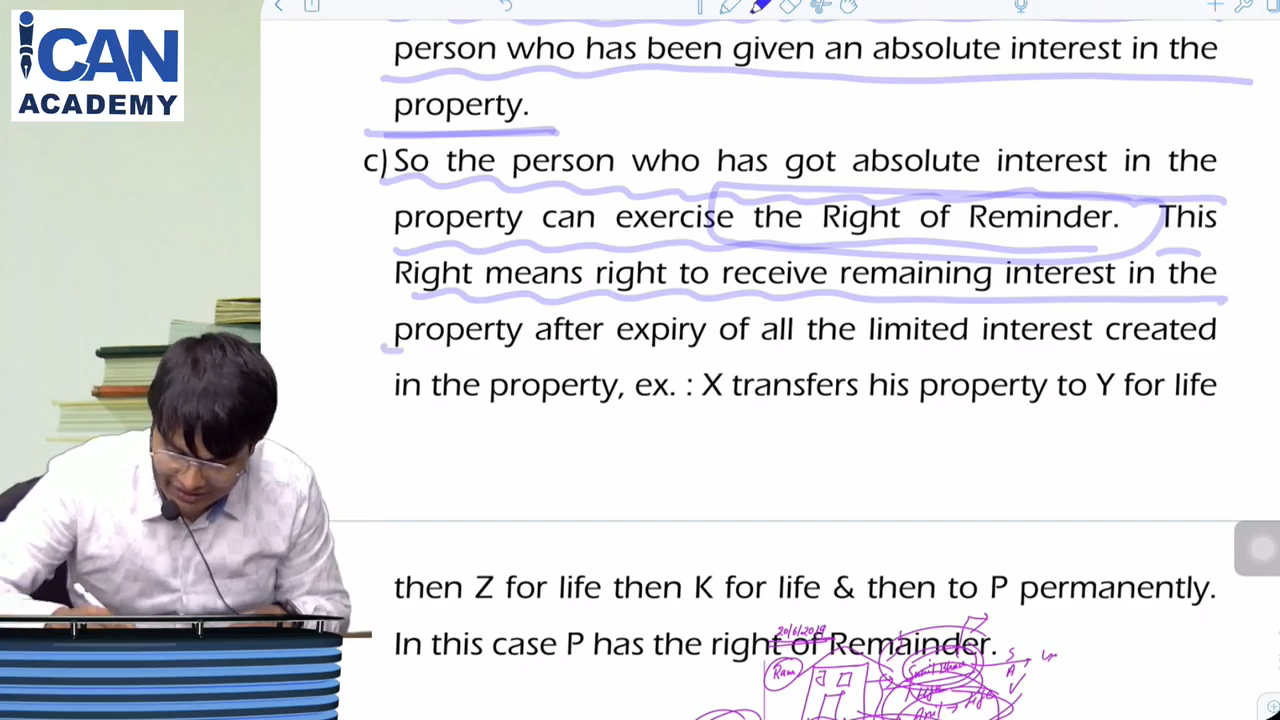 iCAN
ACADEMY
person who has been given an absolute interest in the
property.
c) So the person who has got absolute interest in the
property can exercise the Right of Reminder. This
Right means right to receive remaining interest in the
property after expiry of all the limited interest created
in the property, ex. : X transfers his property to Y for life
then Z for life then K for life & then to P permanently.
In this case P has the right of Remainder.
20/6/2019
Ram
S
A